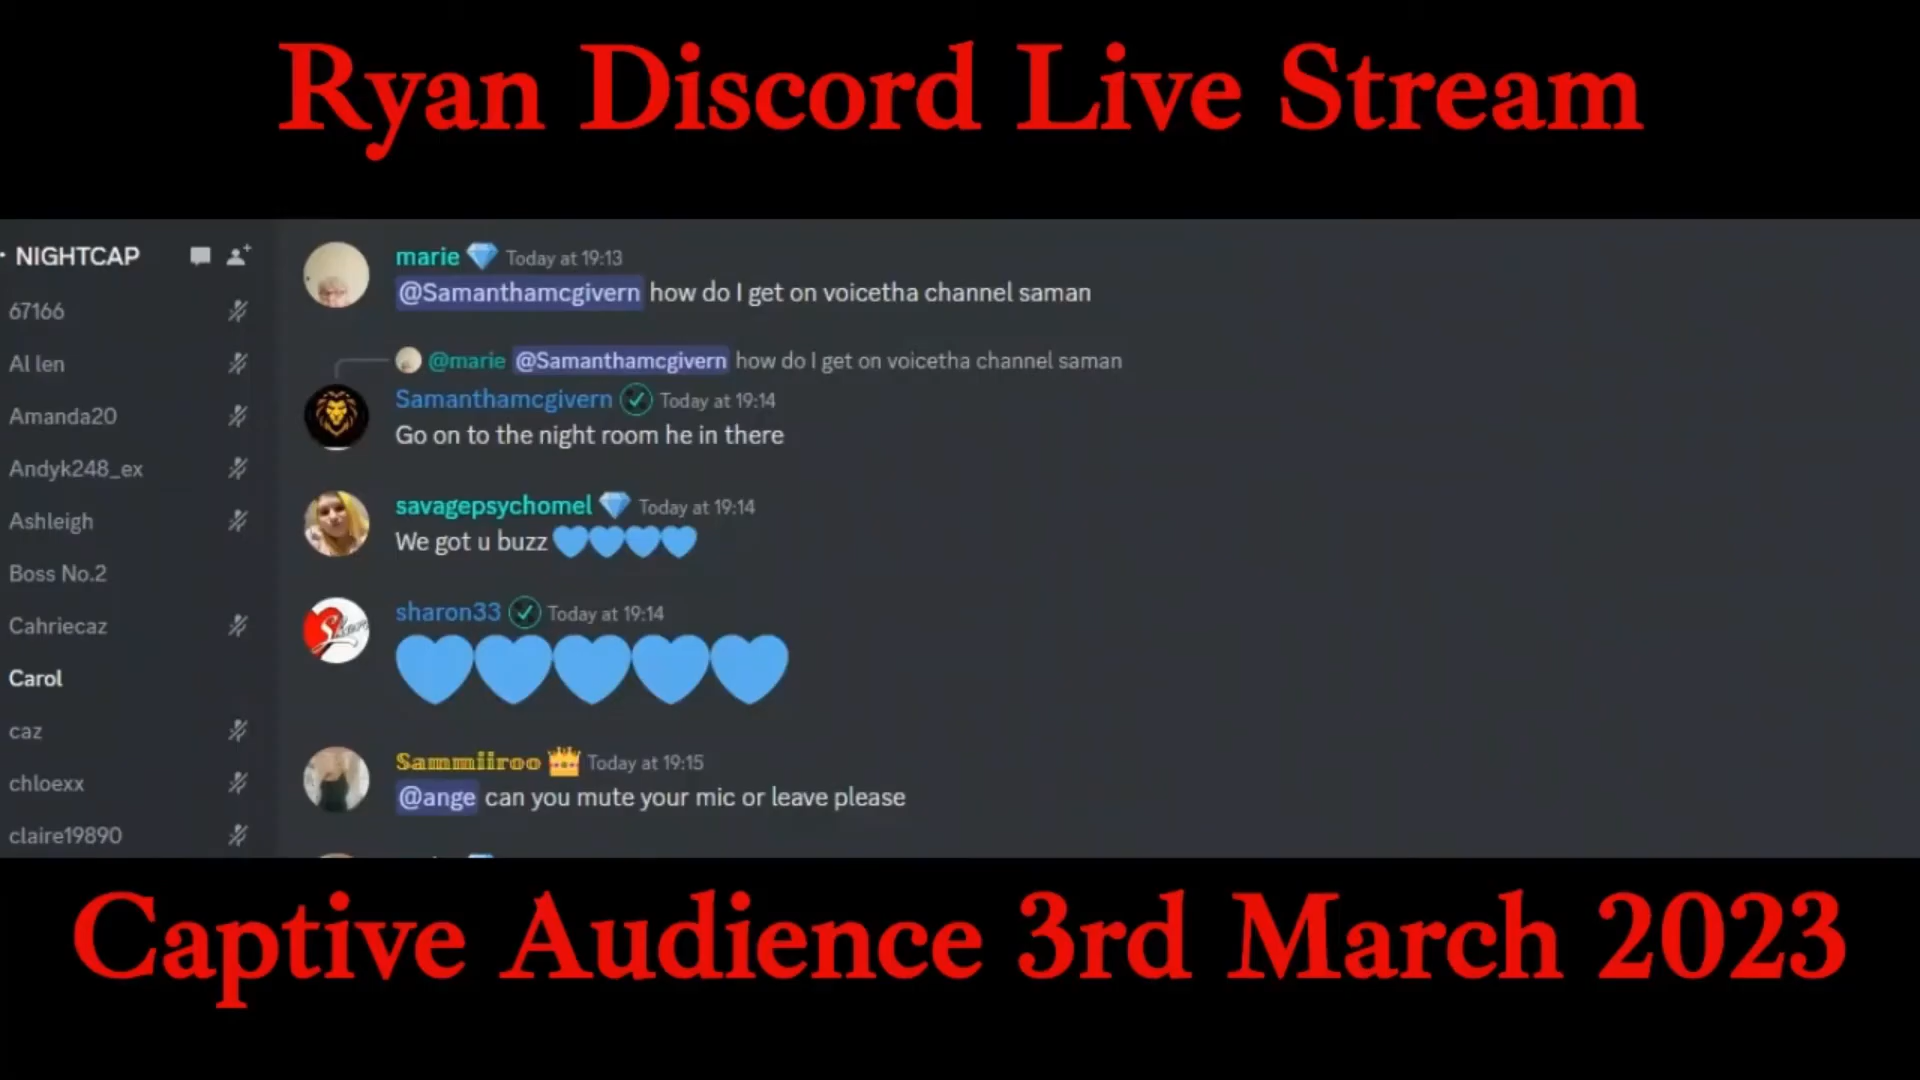 Ryan Discord Live Stream
NIGHTCAP
67166
Al len
Amanda20
Andyk248_ex
Ashleigh
Boss No.2
Cahriecaz
Carol
caz
chloexx
claire19890
marie Today at 19:13
@Samanthamcgivern how do I get on voicetha channel saman
@marie @Samanthamcgivern how do I get on voicetha channel saman
Samanthamcgivern Today at 19:14
Go on to the night room he in there
savagepsychomel Today at 19:14
We got u buzz 💙💙💙💙
sharon33 Today at 19:14
💙💙💙💙💙
Sammiiroo Today at 19:15
@ange can you mute your mic or leave please
Captive Audience 3rd March 2023